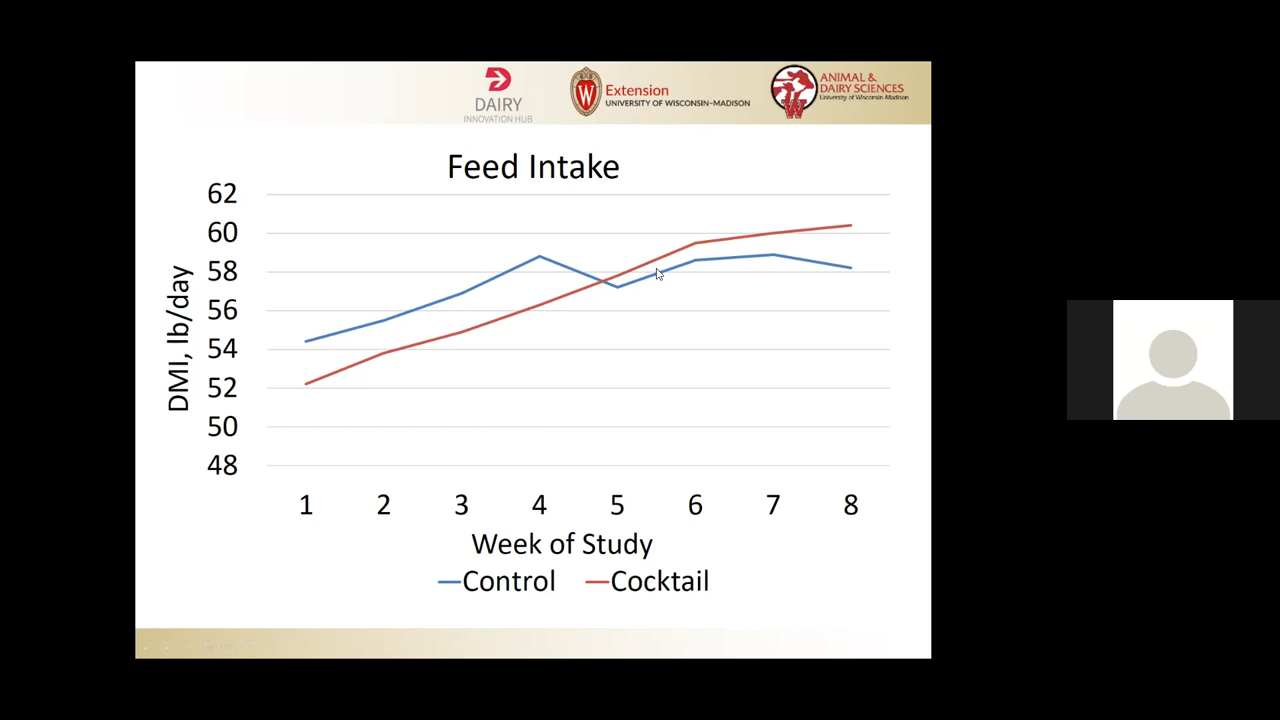 DAIRY
INNOVATION HUB
W
Extension
UNIVERSITY OF WISCONSIN–MADISON
ANIMAL &
DAIRY SCIENCES
University of Wisconsin-Madison
W
Feed Intake
62
60
58
56
54
52
50
48
DMI, lb/day
1 2 3 4 5 6 7 8
Week of Study
Control Cocktail